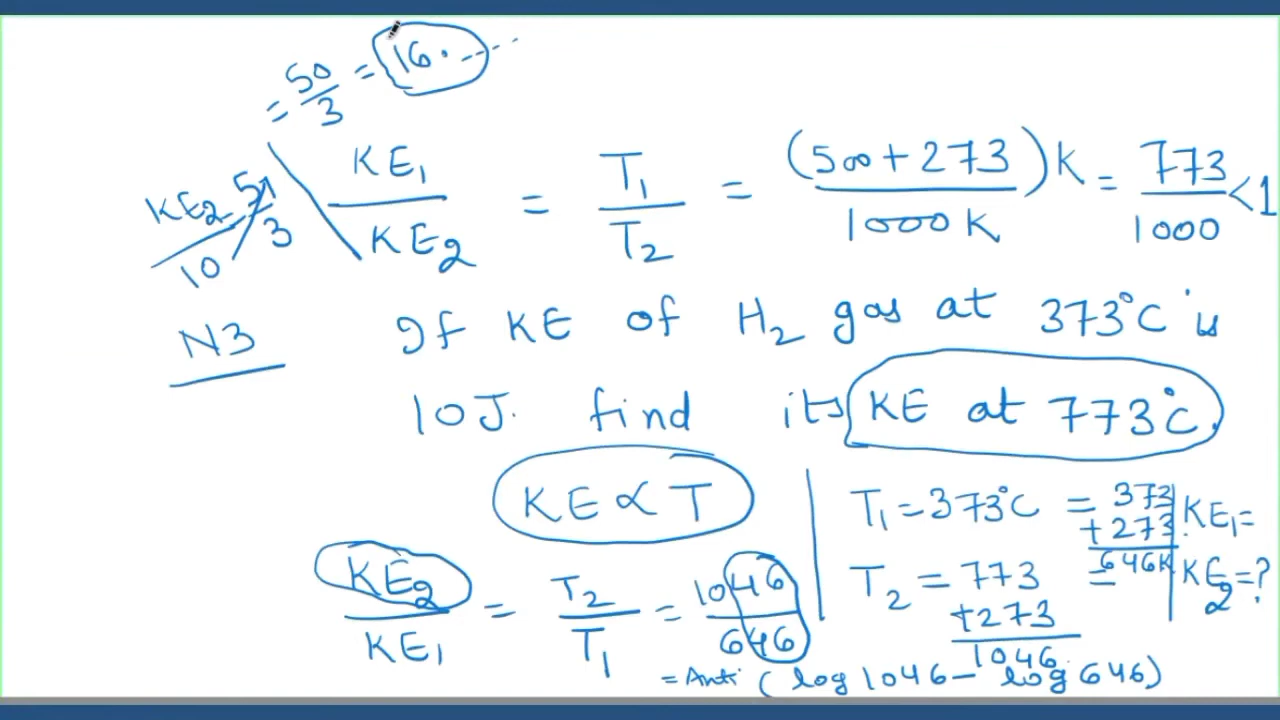 = 50/3 = 16. ------
KE2/10 = 5/3
KE1/KE2 = T1/T2 = (500 + 273)K/1000 K = 773/1000 < 1
N3 If KE of H2 gas at 373°C is
10J. find its KE at 773°C.
KE ∝ T
T1 = 373°C = 373 + 273 = 646K
KE1 =
T2 = 773 + 273
1046
KE2 = ?
KE2/KE1 = T2/T1 = 1046/646
= Anti (log 1046 - log 646)